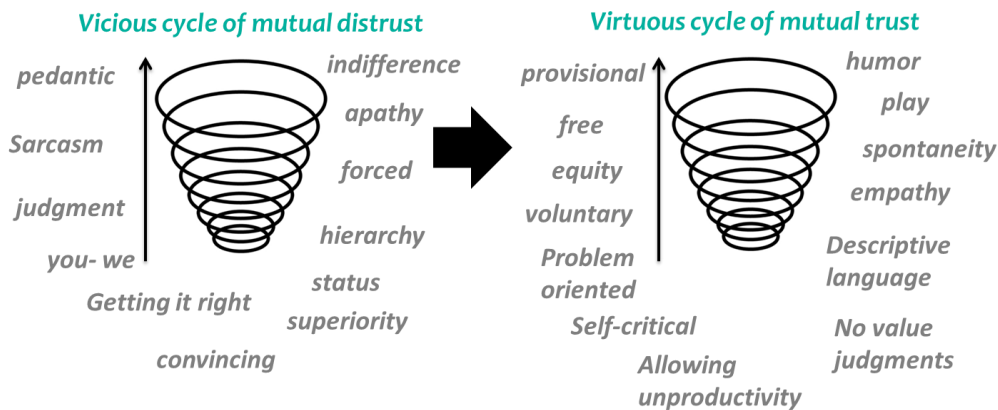 Vicious cycle of mutual distrust
pedantic
Sarcasm
judgment
you- we
Getting it right
convincing
indifference
apathy
forced
hierarchy
status
superiority
Virtuous cycle of mutual trust
provisional
free
equity
voluntary
Problem
oriented
Self-critical
Allowing
unproductivity
humor
play
spontaneity
empathy
Descriptive
language
No value
judgments